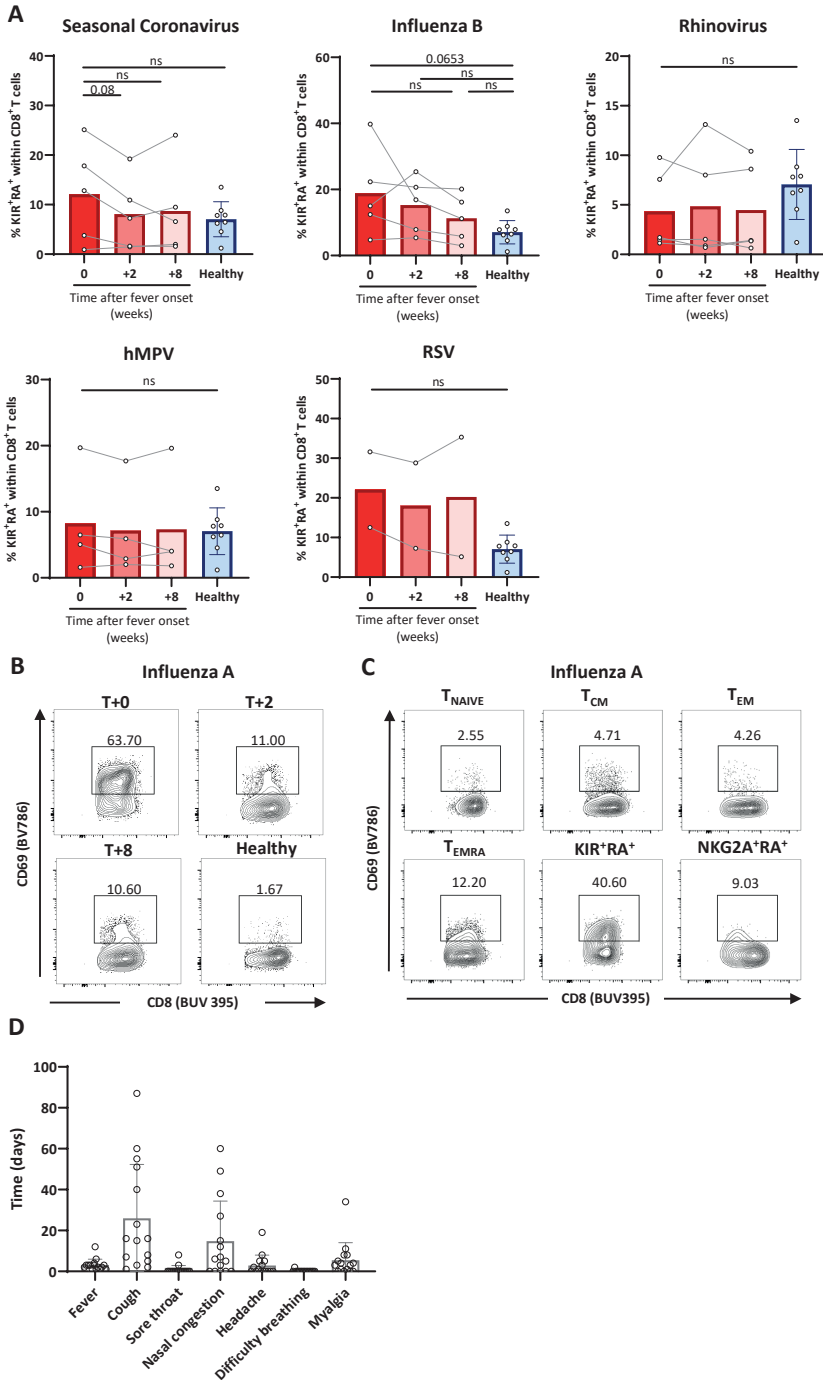 A
Seasonal Coronavirus
% KIR⁺RA⁺ within CD8⁺ T cells
40
30
20
10
0
ns
ns
0.08
0 +2 +8 Healthy
Time after fever onset
(weeks)
Influenza B
% KIR⁺RA⁺ within CD8⁺ T cells
60
40
20
0
0.0653
ns
ns ns
0 +2 +8 Healthy
Time after fever onset
(weeks)
Rhinovirus
% KIR⁺RA⁺ within CD8⁺ T cells
20
15
10
5
0
ns
0 +2 +8 Healthy
Time after fever onset
(weeks)
hMPV
% KIR⁺RA⁺ within CD8⁺ T cells
30
20
10
0
ns
0 +2 +8 Healthy
Time after fever onset
(weeks)
RSV
% KIR⁺RA⁺ within CD8⁺ T cells
50
40
30
20
10
0
ns
0 +2 +8 Healthy
Time after fever onset
(weeks)
B
Influenza A
T+0 T+2
63.70 11.00
T+8 Healthy
10.60 1.67
CD69 (BV786)
CD8 (BUV 395)
C
Influenza A
T_NAIVE T_CM T_EM
2.55 4.71 4.26
T_EMRA KIR⁺RA⁺ NKG2A⁺RA⁺
12.20 40.60 9.03
CD69 (BV786)
CD8 (BUV395)
D
Time (days)
100
80
60
40
20
0
Fever
Cough
Sore throat
Nasal congestion
Headache
Difficulty breathing
Myalgia